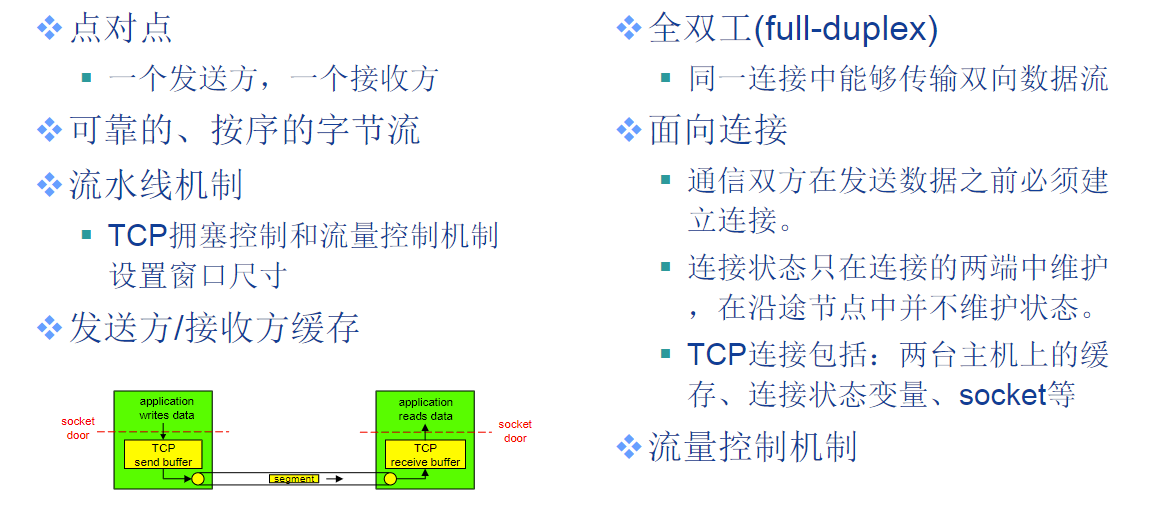 点对点
一个发送方，一个接收方
可靠的、按序的字节流
流水线机制
TCP拥塞控制和流量控制机制
设置窗口尺寸
发送方/接收方缓存
application
writes data
socket
door
TCP
send buffer
segment
application
reads data
socket
door
TCP
receive buffer
全双工(full-duplex)
同一连接中能够传输双向数据流
面向连接
通信双方在发送数据之前必须建
立连接。
连接状态只在连接的两端中维护
，在沿途节点中并不维护状态。
TCP连接包括：两台主机上的缓
存、连接状态变量、socket等
流量控制机制